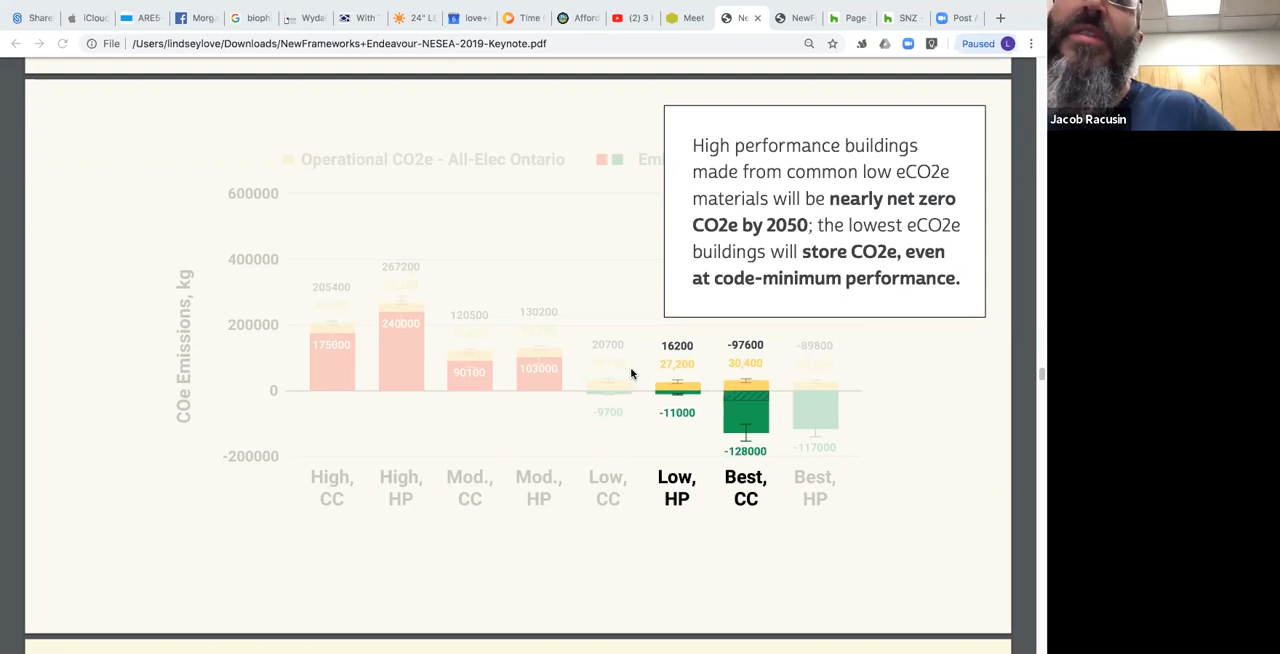 Share
iCloud
ARE5
Morga
bioph
Wyda
With
24° L
love+
Time
Afford
(2) 3
Meet
Ne
NewF
Page
SNZ -
Post /
File
/Users/lindseylove/Downloads/NewFrameworks+Endeavour-NESEA-2019-Keynote.pdf
Paused
L
Jacob Racusin
High performance buildings
made from common low eCO2e
materials will be nearly net zero
CO2e by 2050; the lowest eCO2e
buildings will store CO2e, even
at code-minimum performance.
Operational CO2e - All-Elec Ontario
Em
COe Emissions, kg
600000
400000
200000
0
-200000
205400
175000
267200
240000
120500
90100
130200
103000
20700
-9700
16200
27,200
-11000
-97600
30,400
-128000
-89800
-117000
High,
CC
High,
HP
Mod.,
CC
Mod.,
HP
Low,
CC
Low,
HP
Best,
CC
Best,
HP